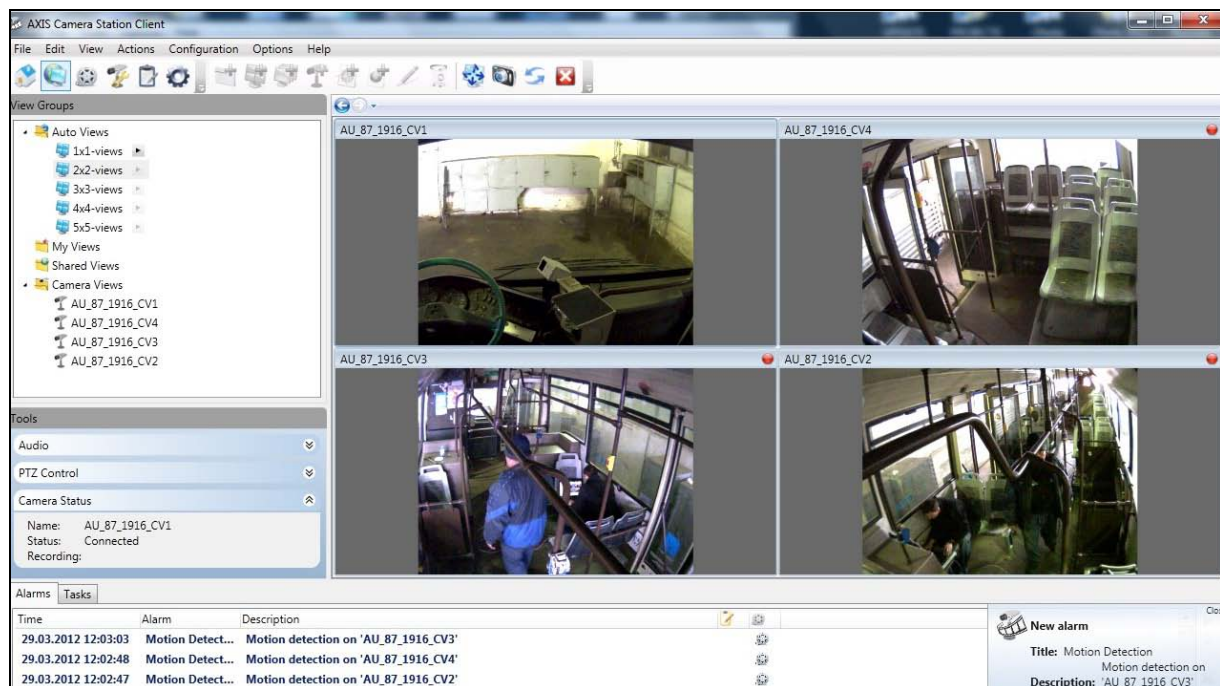 AXIS Camera Station Client
File Edit View Actions Configuration Options Help
View Groups
Auto Views
1x1-views
2x2-views
3x3-views
4x4-views
5x5-views
My Views
Shared Views
Camera Views
AU_87_1916_CV1
AU_87_1916_CV4
AU_87_1916_CV3
AU_87_1916_CV2
AU_87_1916_CV1 AU_87_1916_CV4
AU_87_1916_CV3 AU_87_1916_CV2
Tools
Audio
PTZ Control
Camera Status
Name: AU_87_1916_CV1
Status: Connected
Recording:
Alarms Tasks
Time Alarm Description
29.03.2012 12:03:03 Motion Detect... Motion detection on 'AU_87_1916_CV3'
29.03.2012 12:02:48 Motion Detect... Motion detection on 'AU_87_1916_CV4'
29.03.2012 12:02:47 Motion Detect... Motion detection on 'AU_87_1916_CV2'
New alarm
Title: Motion Detection
Motion detection on
Description: 'AU_87_1916_CV3'